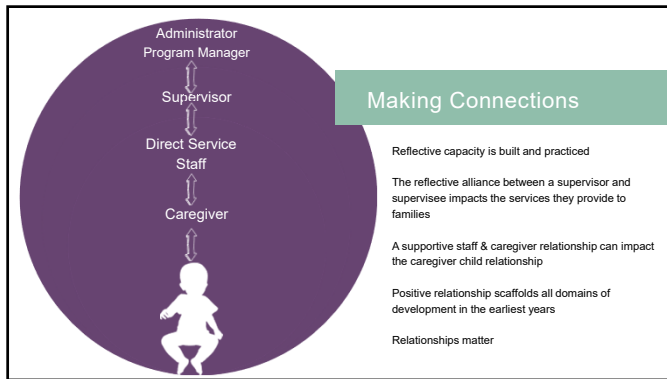 Administrator
Program Manager
Supervisor
Direct Service
Staff
Caregiver
Making Connections
Reflective capacity is built and practiced
The reflective alliance between a supervisor and
supervisee impacts the services they provide to
families
A supportive staff & caregiver relationship can impact
the caregiver child relationship
Positive relationship scaffolds all domains of
development in the earliest years
Relationships matter